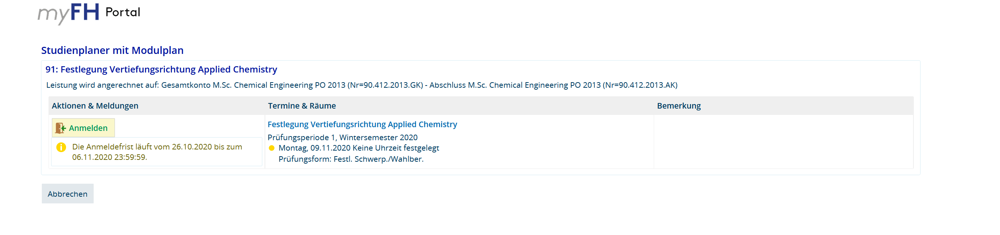 myFH Portal
Studienplaner mit Modulplan
91: Festlegung Vertiefungsrichtung Applied Chemistry
Leistung wird angerechnet auf: Gesamtkonto M.Sc. Chemical Engineering PO 2013 (Nr=90.412.2013.GK) - Abschluss M.Sc. Chemical Engineering PO 2013 (Nr=90.412.2013.AK)
Aktionen & Meldungen
Termine & Räume
Bemerkung
Anmelden
Die Anmeldefrist läuft vom 26.10.2020 bis zum
06.11.2020 23:59:59.
Festlegung Vertiefungsrichtung Applied Chemistry
Prüfungsperiode 1, Wintersemester 2020
Montag, 09.11.2020 Keine Uhrzeit festgelegt
Prüfungsform: Festl. Schwerp./Wahlber.
Abbrechen